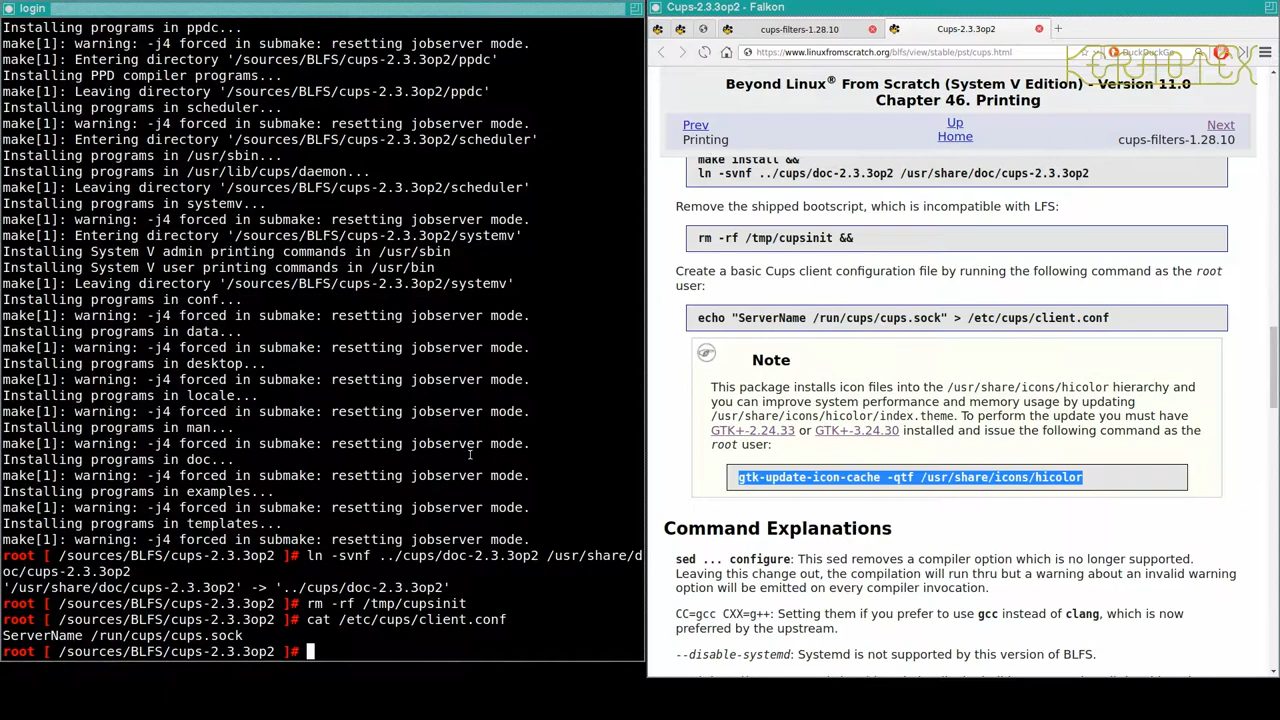 login
Installing programs in ppdc...
make[1]: warning: -j4 forced in submake: resetting jobserver mode.
make[1]: Entering directory '/sources/BLFS/cups-2.3.3op2/ppdc'
Installing PPD compiler programs...
make[1]: Leaving directory '/sources/BLFS/cups-2.3.3op2/ppdc'
Installing programs in scheduler...
make[1]: warning: -j4 forced in submake: resetting jobserver mode.
make[1]: Entering directory '/sources/BLFS/cups-2.3.3op2/scheduler'
Installing programs in /usr/sbin...
Installing programs in /usr/lib/cups/daemon...
make[1]: Leaving directory '/sources/BLFS/cups-2.3.3op2/scheduler'
Installing programs in systemv...
make[1]: warning: -j4 forced in submake: resetting jobserver mode.
make[1]: Entering directory '/sources/BLFS/cups-2.3.3op2/systemv'
Installing System V admin printing commands in /usr/sbin
Installing System V user printing commands in /usr/bin
make[1]: Leaving directory '/sources/BLFS/cups-2.3.3op2/systemv'
Installing programs in conf...
make[1]: warning: -j4 forced in submake: resetting jobserver mode.
Installing programs in data...
make[1]: warning: -j4 forced in submake: resetting jobserver mode.
Installing programs in desktop...
make[1]: warning: -j4 forced in submake: resetting jobserver mode.
Installing programs in locale...
make[1]: warning: -j4 forced in submake: resetting jobserver mode.
Installing programs in man...
make[1]: warning: -j4 forced in submake: resetting jobserver mode.
Installing programs in doc...
make[1]: warning: -j4 forced in submake: resetting jobserver mode.
Installing programs in examples...
make[1]: warning: -j4 forced in submake: resetting jobserver mode.
Installing programs in templates...
make[1]: warning: -j4 forced in submake: resetting jobserver mode.
root [ /sources/BLFS/cups-2.3.3op2 ]# ln -svnf ../cups/doc-2.3.3op2 /usr/share/d
oc/cups-2.3.3op2
'/usr/share/doc/cups-2.3.3op2' -> '../cups/doc-2.3.3op2'
root [ /sources/BLFS/cups-2.3.3op2 ]# rm -rf /tmp/cupsinit
root [ /sources/BLFS/cups-2.3.3op2 ]# cat /etc/cups/client.conf
ServerName /run/cups/cups.sock
root [ /sources/BLFS/cups-2.3.3op2 ]#
Cups-2.3.3op2 - Falkon
cups-filters-1.28.10
Cups-2.3.3op2
https://www.linuxfromscratch.org/blfs/view/stable/pst/cups.html
DuckDuckGo
KERNOTEX
Beyond Linux® From Scratch (System V Edition) - Version 11.0
Chapter 46. Printing
Prev Up Next
Printing Home cups-filters-1.28.10
make install &&
ln -svnf ../cups/doc-2.3.3op2 /usr/share/doc/cups-2.3.3op2
Remove the shipped bootscript, which is incompatible with LFS:
rm -rf /tmp/cupsinit &&
Create a basic Cups client configuration file by running the following command as the root
user:
echo "ServerName /run/cups/cups.sock" > /etc/cups/client.conf
Note
This package installs icon files into the /usr/share/icons/hicolor hierarchy and
you can improve system performance and memory usage by updating
/usr/share/icons/hicolor/index.theme. To perform the update you must have
GTK+-2.24.33 or GTK+-3.24.30 installed and issue the following command as the
root user:
gtk-update-icon-cache -qtf /usr/share/icons/hicolor
Command Explanations
sed ... configure: This sed removes a compiler option which is no longer supported.
Leaving this change out, the compilation will run thru but a warning about an invalid warning
option will be emitted on every compiler invocation.
CC=gcc CXX=g++: Setting them if you prefer to use gcc instead of clang, which is now
preferred by the upstream.
--disable-systemd: Systemd is not supported by this version of BLFS.